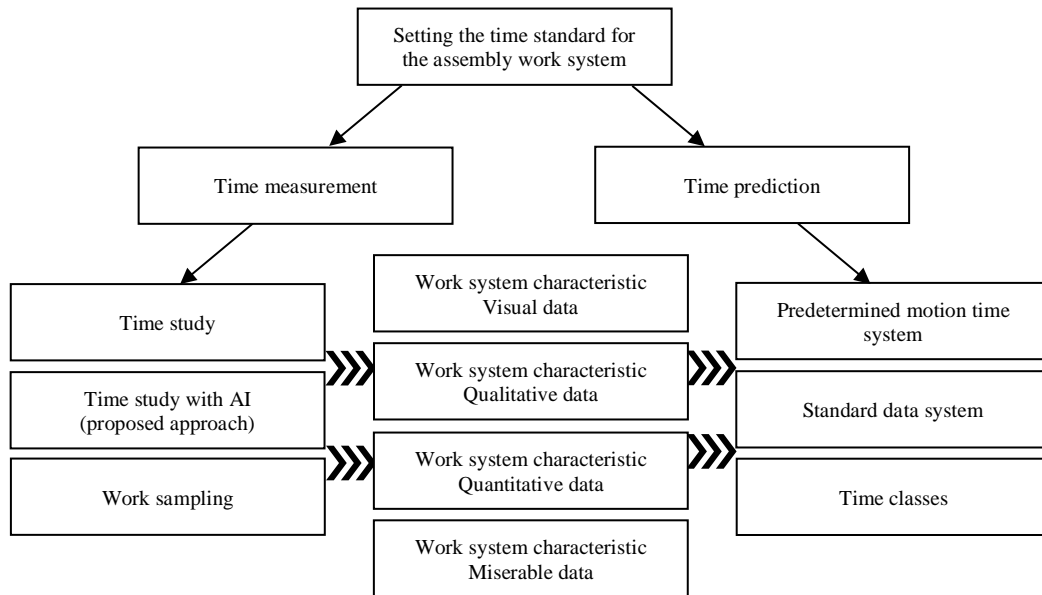 Setting the time standard for
the assembly work system
Time measurement
Time prediction
Time study
Time study with AI
(proposed approach)
Work sampling
Work system characteristic
Visual data
Work system characteristic
Qualitative data
Work system characteristic
Quantitative data
Work system characteristic
Miserable data
Predetermined motion time
system
Standard data system
Time classes